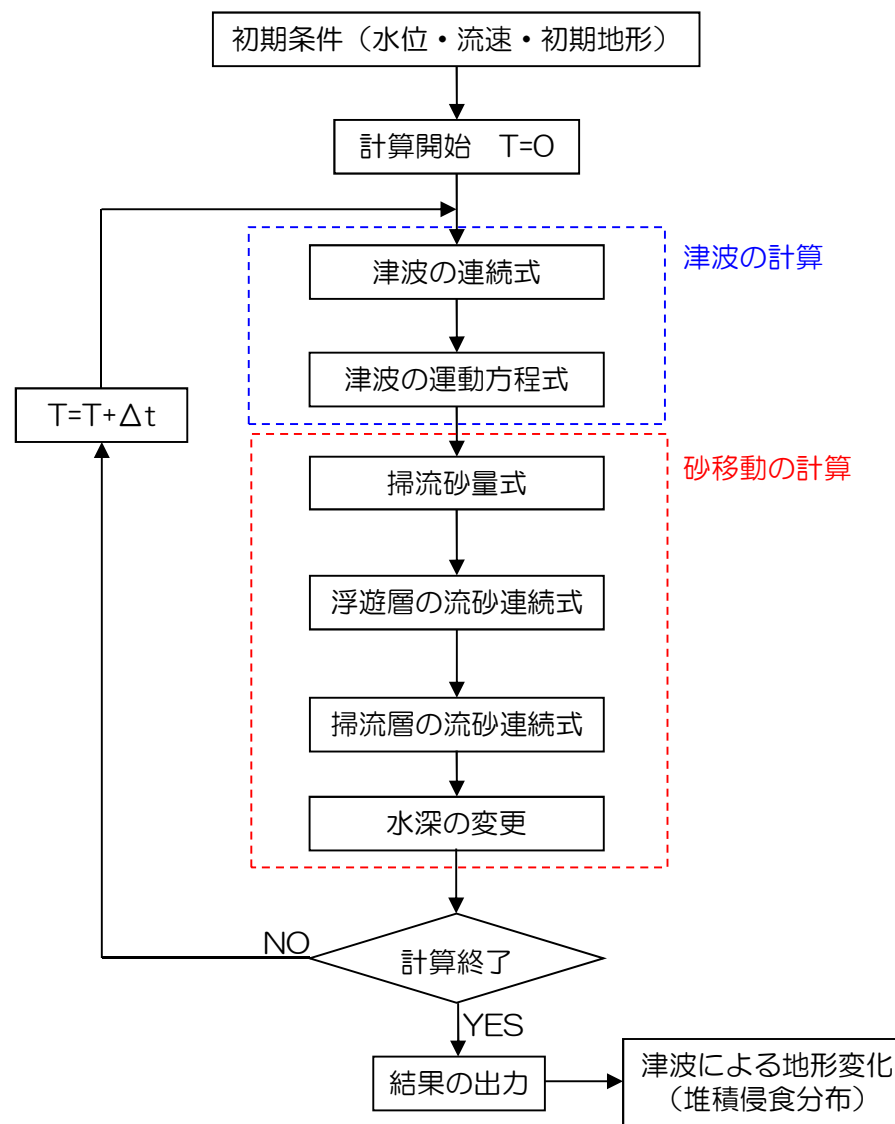 初期条件（水位・流速・初期地形）
計算開始　T=0
津波の計算
津波の連続式
津波の運動方程式
T=T+Δt
砂移動の計算
掃流砂量式
浮遊層の流砂連続式
掃流層の流砂連続式
水深の変更
NO
計算終了
YES
結果の出力
津波による地形変化
（堆積侵食分布）